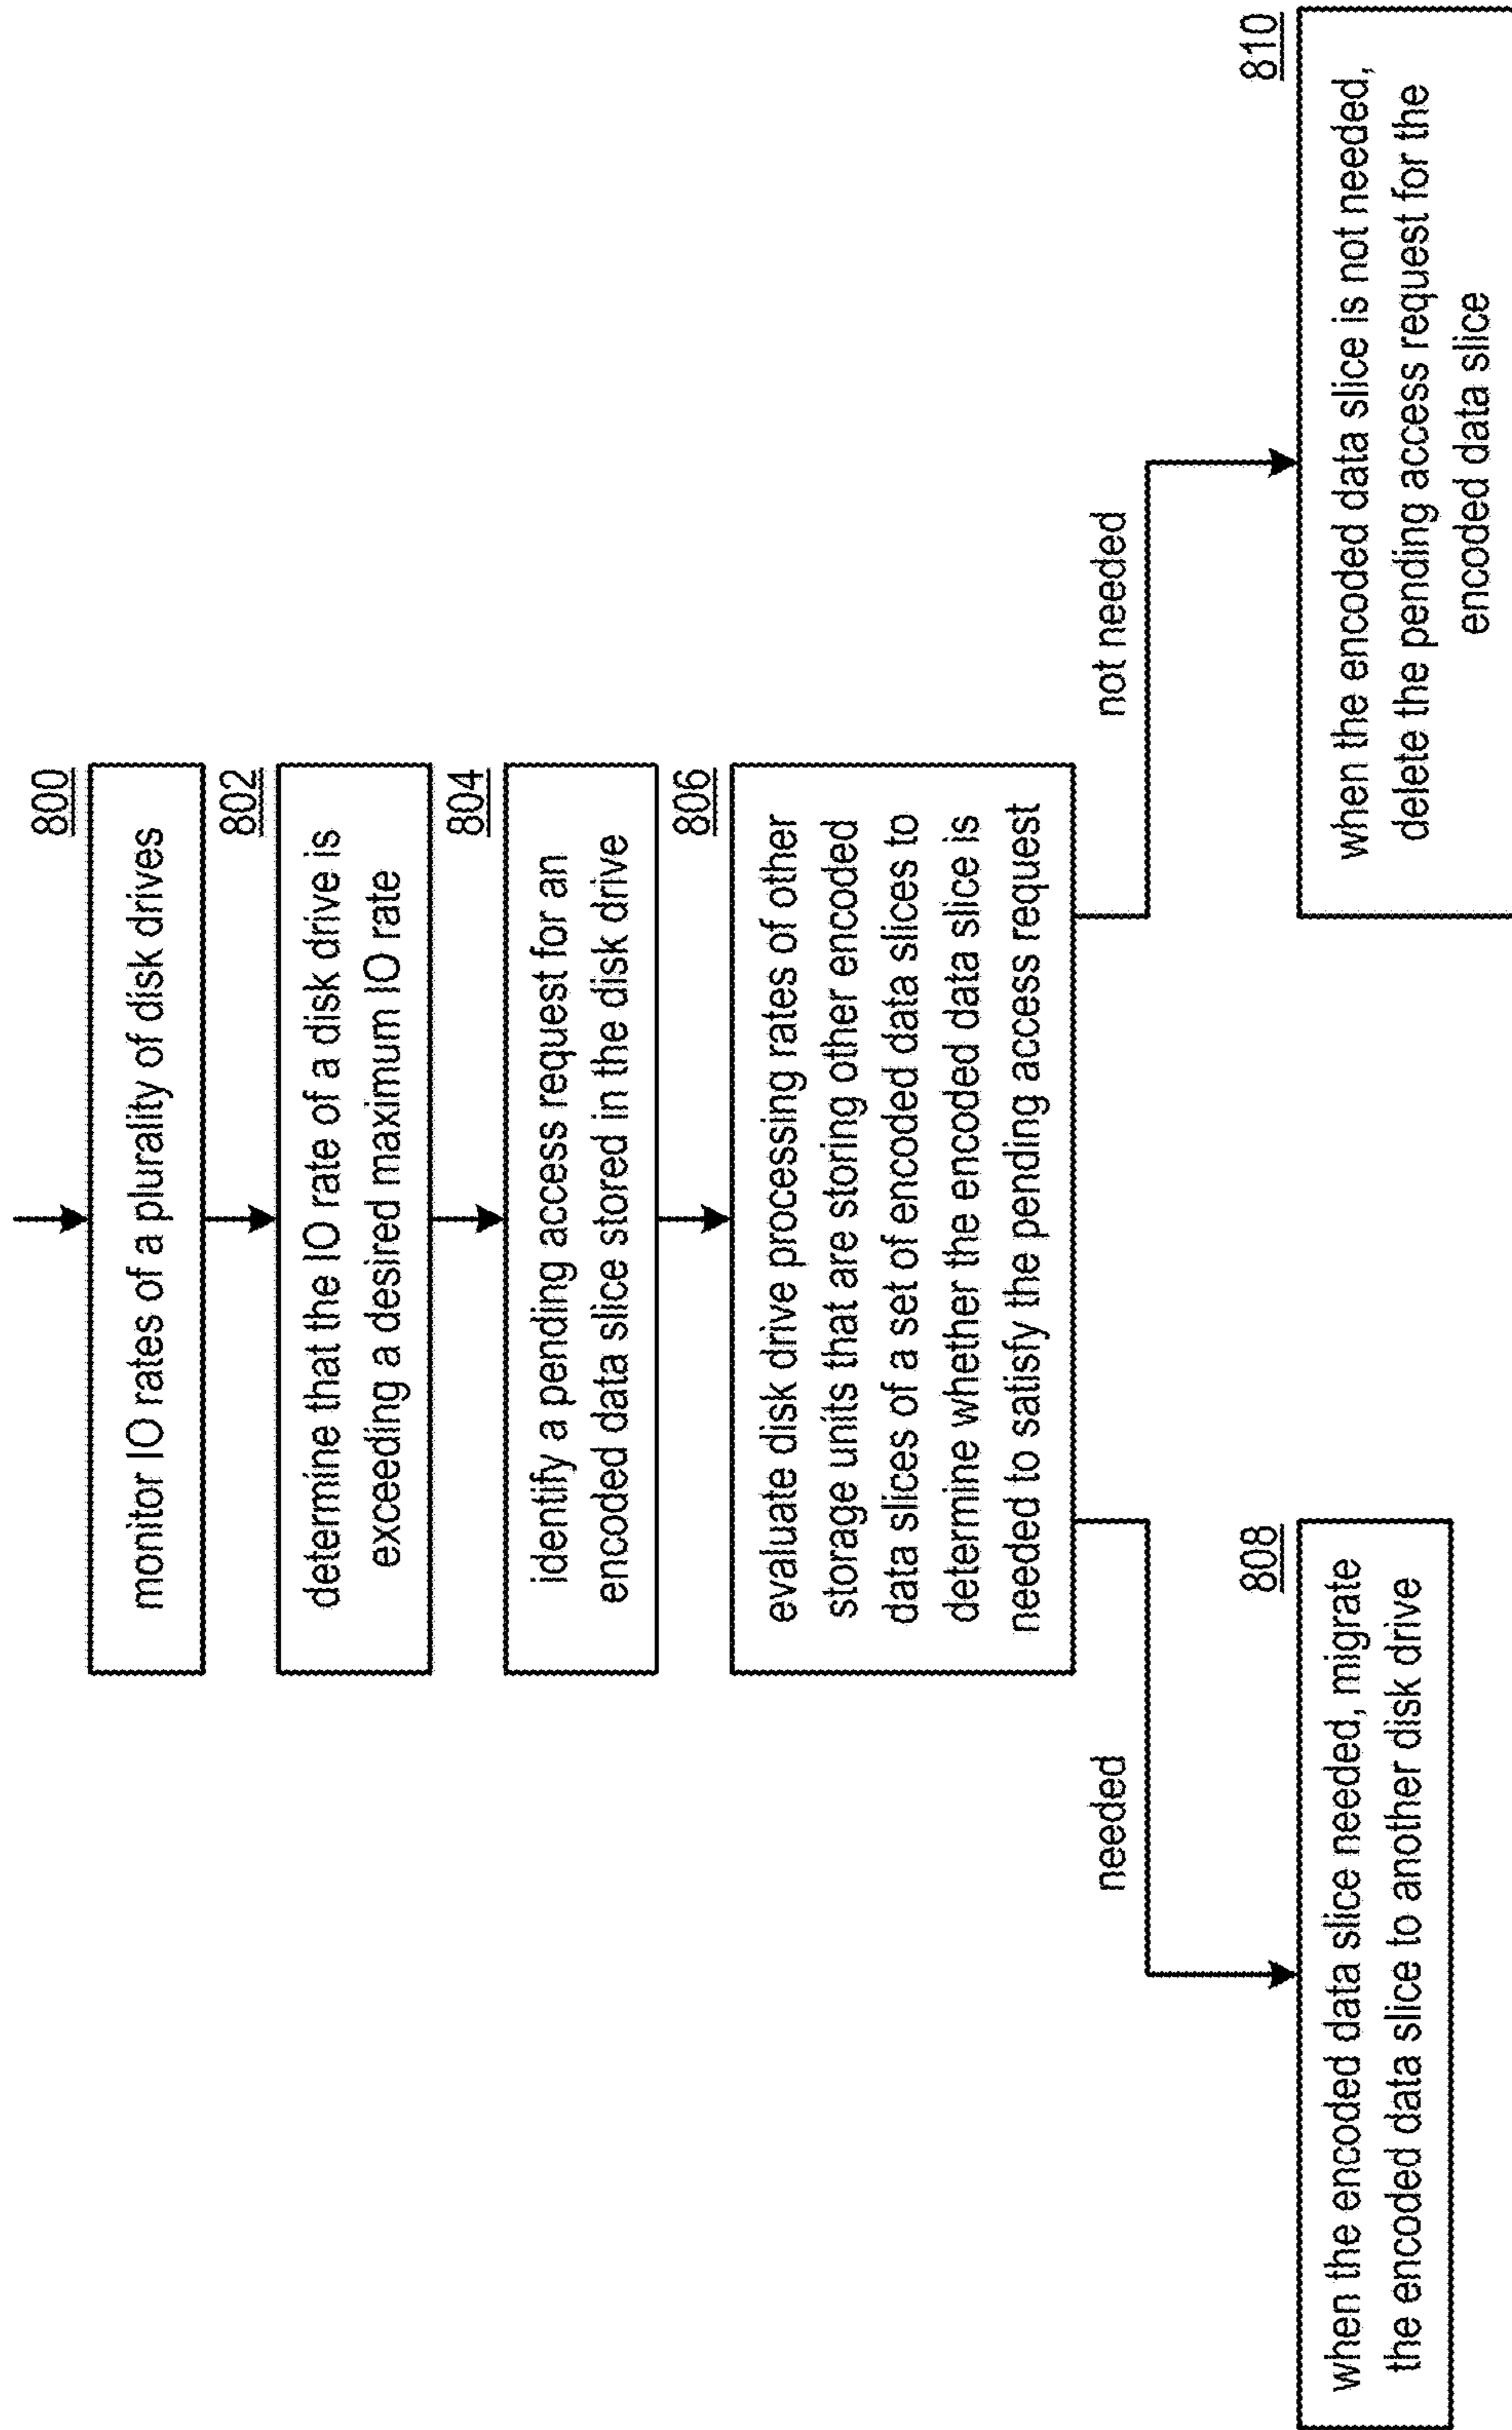 800
monitor IO rates of a plurality of disk drives
802
determine that the IO rate of a disk drive is
exceeding a desired maximum IO rate
804
identify a pending access request for an
encoded data slice stored in the disk drive
806
evaluate disk drive processing rates of other
storage units that are storing other encoded
data slices of a set of encoded data slices to
determine whether the encoded data slice is
needed to satisfy the pending access request
needed
not needed
808
when the encoded data slice needed, migrate
the encoded data slice to another disk drive
810
when the encoded data slice is not needed,
delete the pending access request for the
encoded data slice